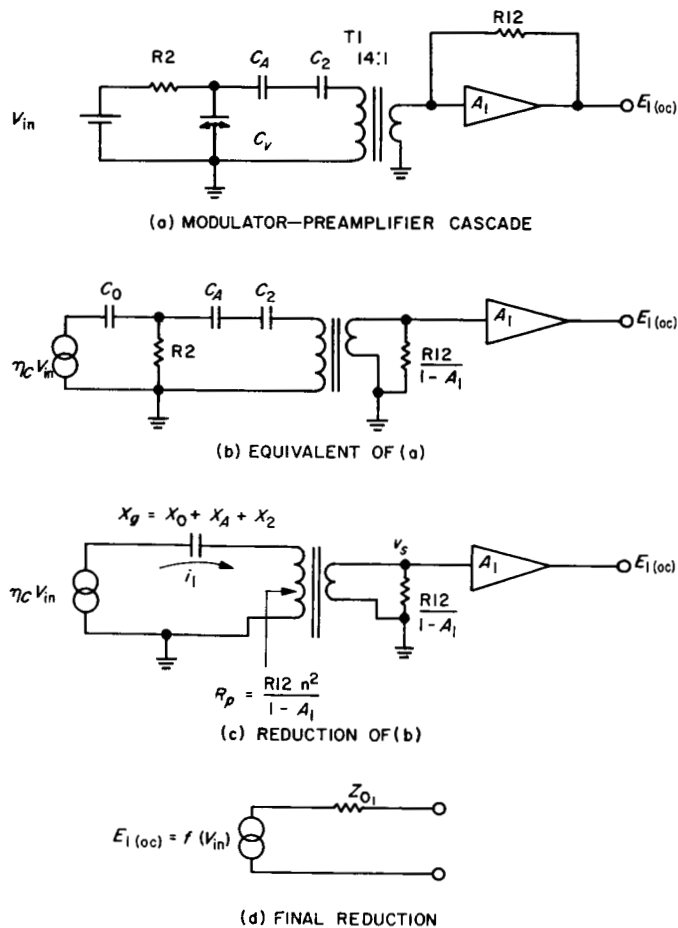 T1
14:1
R12
R2
C_A
C_2
A_1
E_1(oc)
V_in
C_v
(a) MODULATOR—PREAMPLIFIER CASCADE
C_0
C_A
C_2
A_1
E_1(oc)
R2
η_C V_in
R12
1 - A_1
(b) EQUIVALENT OF (a)
X_g = X_0 + X_A + X_2
v_s
A_1
E_1(oc)
i_1
η_C V_in
R12
1 - A_1
R_p = R12 n²
1 - A_1
(c) REDUCTION OF (b)
Z_0_1
E_1(oc) = f (V_in)
(d) FINAL REDUCTION